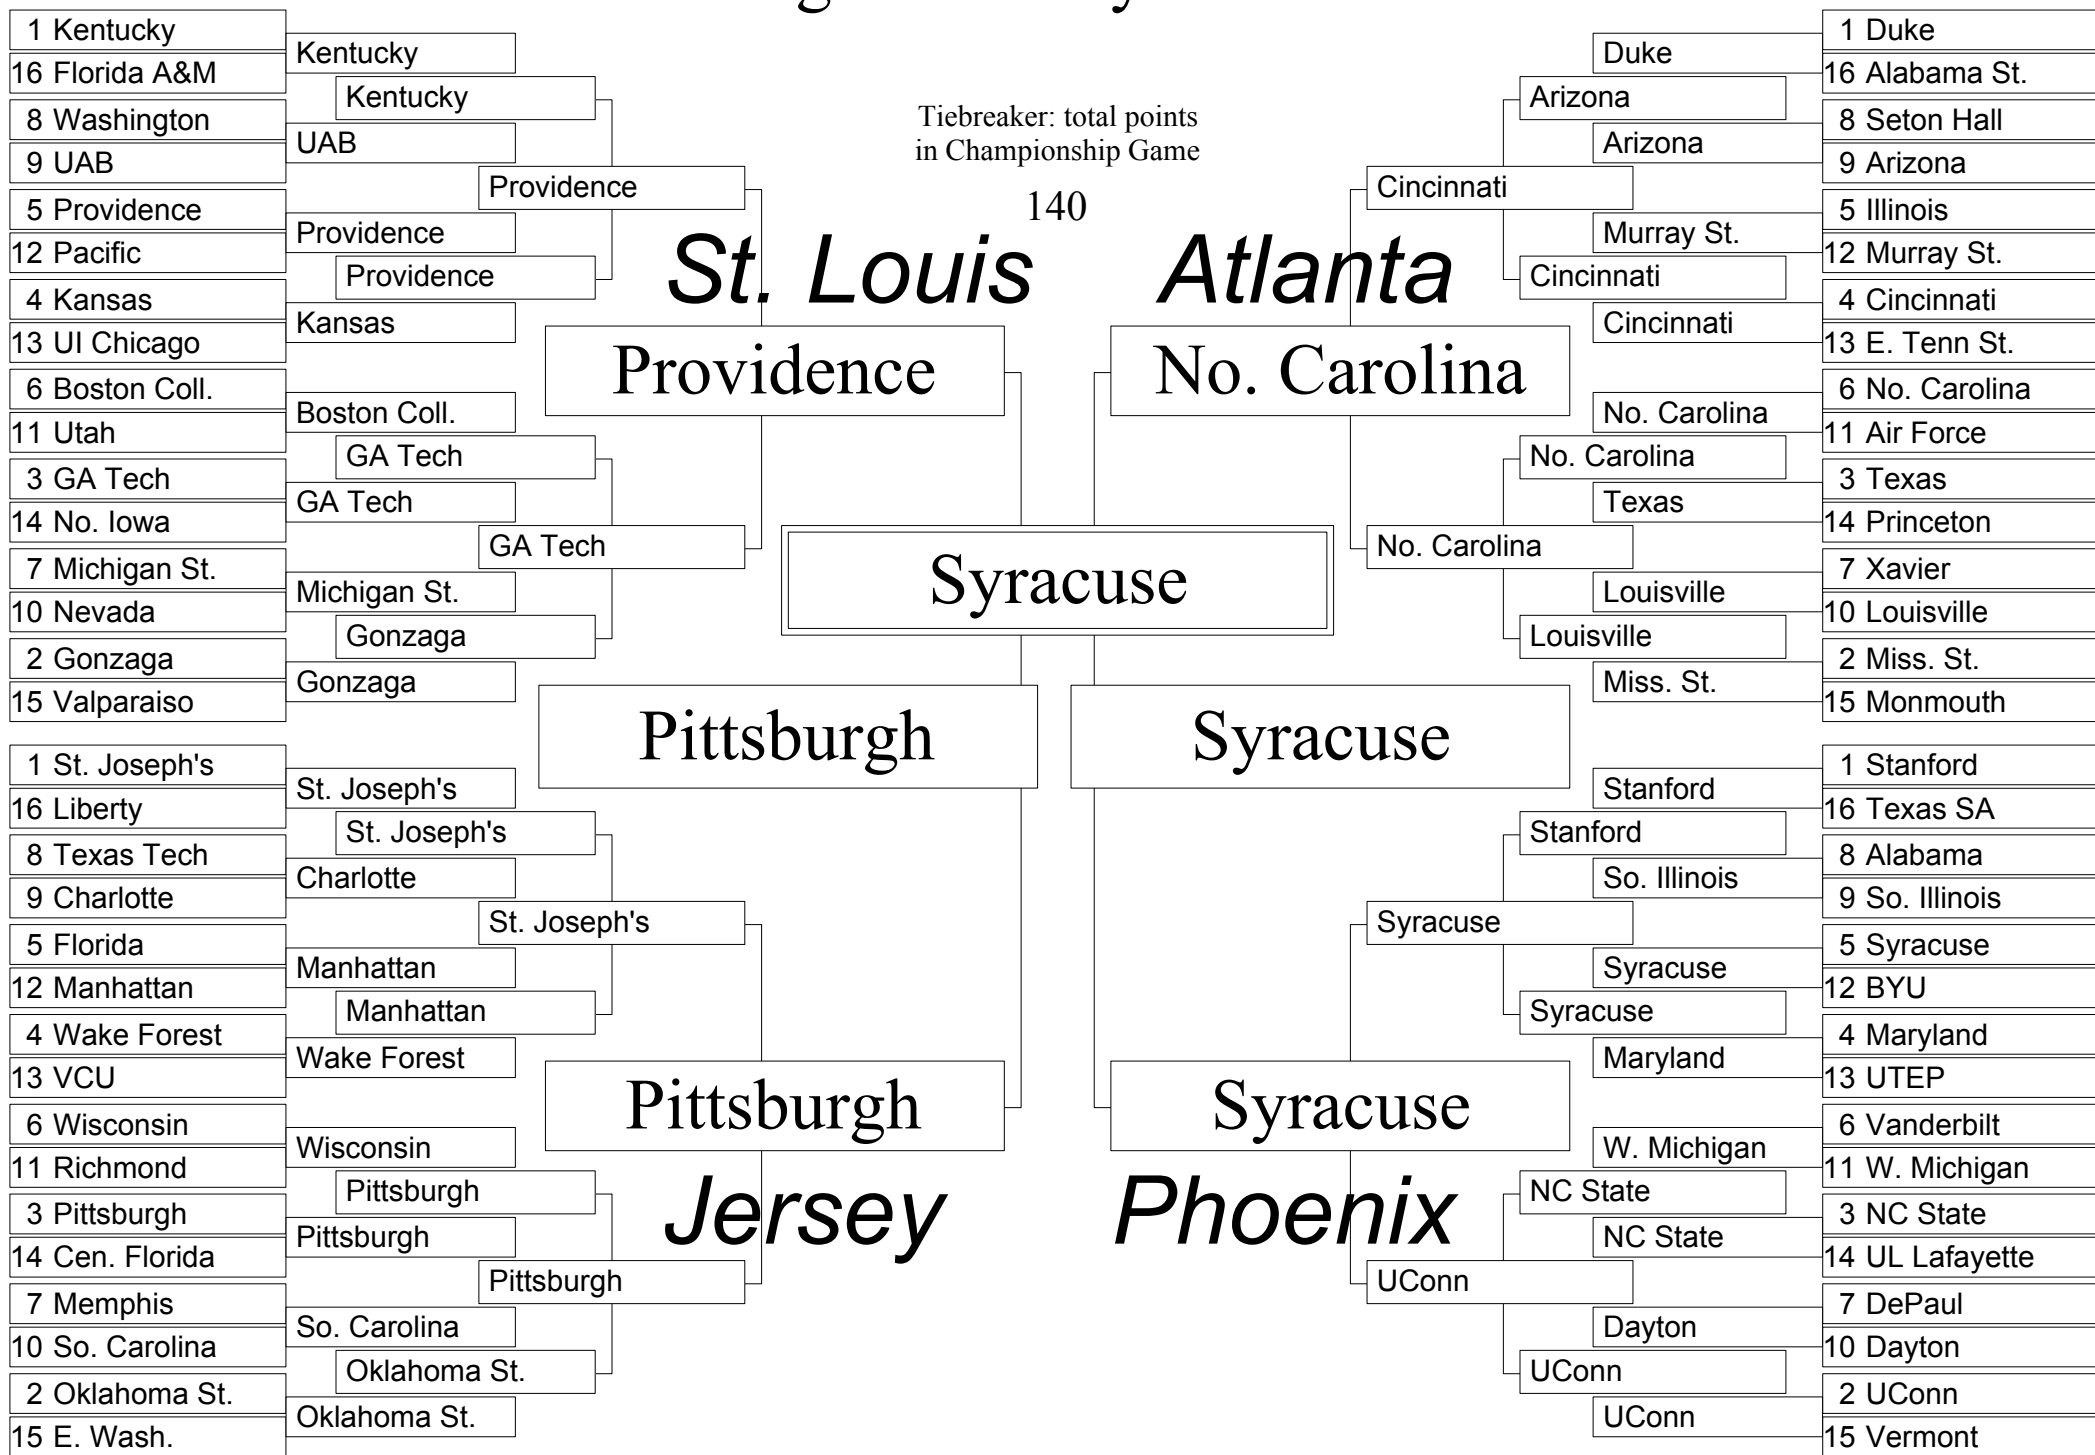 1 Kentucky
16 Florida A&M
8 Washington
9 UAB
5 Providence
12 Pacific
4 Kansas
13 UI Chicago
6 Boston Coll.
11 Utah
3 GA Tech
14 No. Iowa
7 Michigan St.
10 Nevada
2 Gonzaga
15 Valparaiso
Kentucky
UAB
Providence
Kansas
Boston Coll.
GA Tech
Michigan St.
Gonzaga
Kentucky
Providence
GA Tech
Gonzaga
Providence
GA Tech
St. Louis
Providence
1 St. Joseph's
16 Liberty
8 Texas Tech
9 Charlotte
5 Florida
12 Manhattan
4 Wake Forest
13 VCU
6 Wisconsin
11 Richmond
3 Pittsburgh
14 Cen. Florida
7 Memphis
10 So. Carolina
2 Oklahoma St.
15 E. Wash.
St. Joseph's
Charlotte
Manhattan
Wake Forest
Wisconsin
Pittsburgh
So. Carolina
Oklahoma St.
St. Joseph's
Manhattan
Pittsburgh
Oklahoma St.
St. Joseph's
Pittsburgh
Pittsburgh
Jersey
Tiebreaker: total points
in Championship Game
140
Syracuse
Pittsburgh
Syracuse
Atlanta
No. Carolina
Cincinnati
No. Carolina
Arizona
Cincinnati
No. Carolina
Louisville
Duke
Arizona
Murray St.
Cincinnati
No. Carolina
Texas
Louisville
Miss. St.
1 Duke
16 Alabama St.
8 Seton Hall
9 Arizona
5 Illinois
12 Murray St.
4 Cincinnati
13 E. Tenn St.
6 No. Carolina
11 Air Force
3 Texas
14 Princeton
7 Xavier
10 Louisville
2 Miss. St.
15 Monmouth
Syracuse
Phoenix
Syracuse
UConn
Stanford
Syracuse
NC State
UConn
Stanford
So. Illinois
Syracuse
Maryland
W. Michigan
NC State
Dayton
UConn
1 Stanford
16 Texas SA
8 Alabama
9 So. Illinois
5 Syracuse
12 BYU
4 Maryland
13 UTEP
6 Vanderbilt
11 W. Michigan
3 NC State
14 UL Lafayette
7 DePaul
10 Dayton
2 UConn
15 Vermont